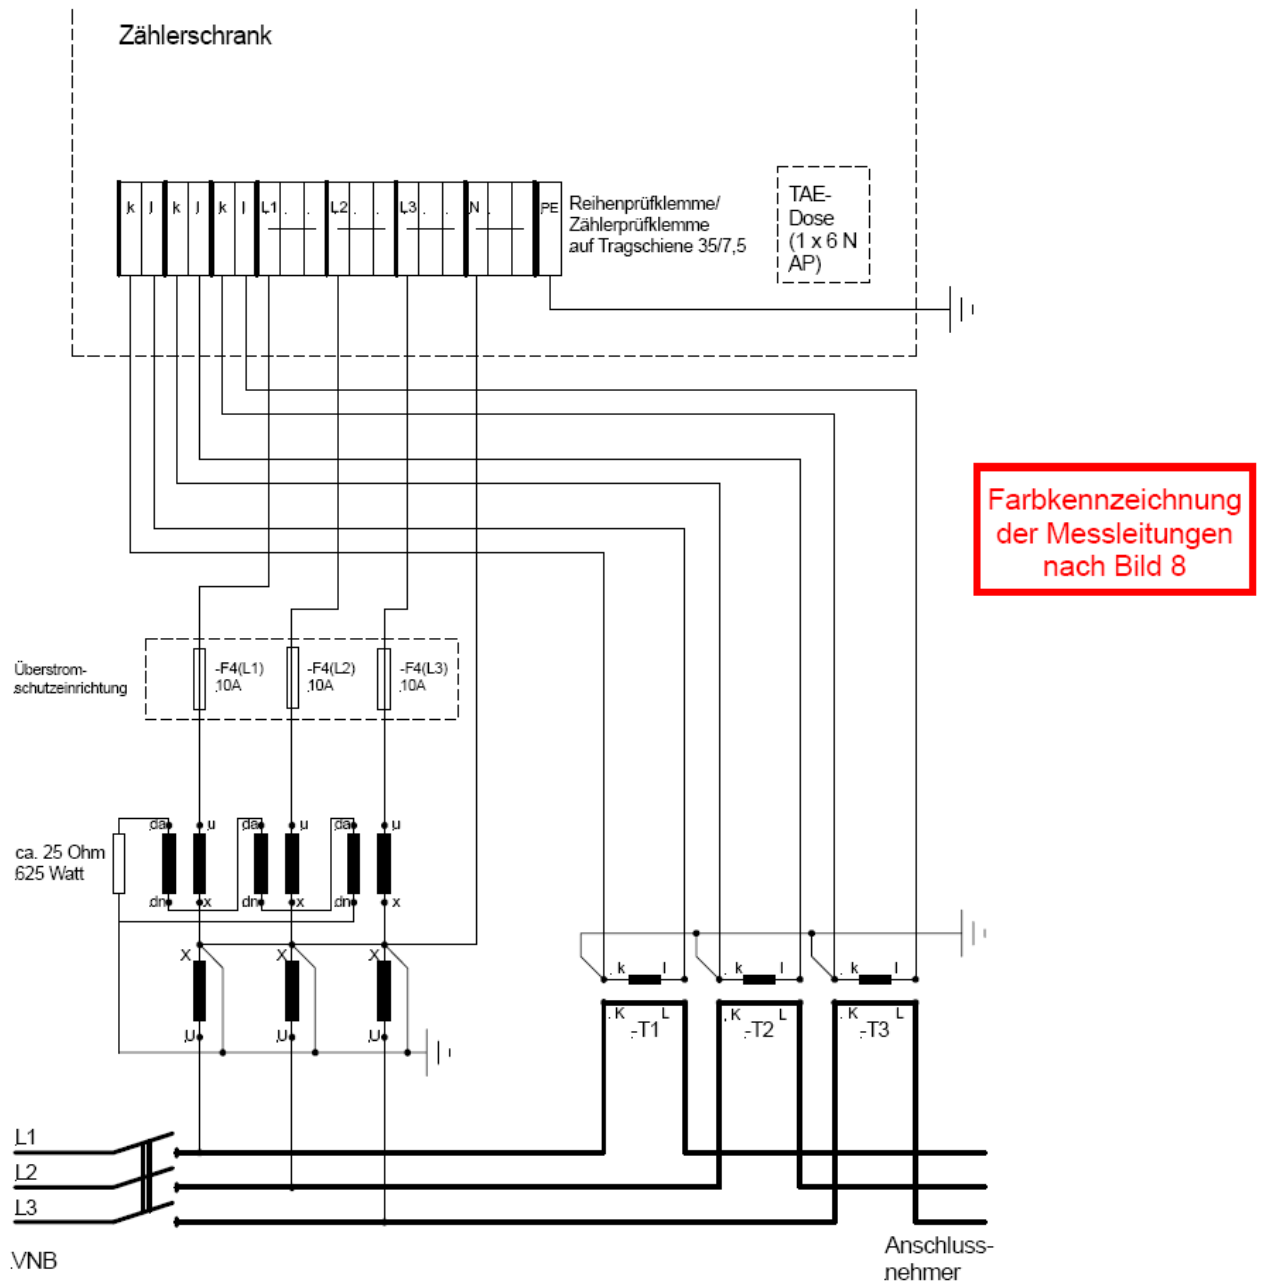 Zählerschrank
k l k l k l L1 . . L2 . . L3 . . N . PE
Reihenprüfklemme/
Zählerprüfklemme
auf Tragschiene 35/7,5
TAE-
Dose
(1 x 6 N
AP)
Farbkennzeichnung
der Messleitungen
nach Bild 8
Überstrom-
schutzeinrichtung
-F4(L1)
10A
-F4(L2)
10A
-F4(L3)
10A
da u da u da u
ca. 25 Ohm
625 Watt
dn x dn x dn x
X X X
k l k l k l
U U U
K L K L K L
-T1 -T2 -T3
L1
L2
L3
VNB
Anschluss-
nehmer